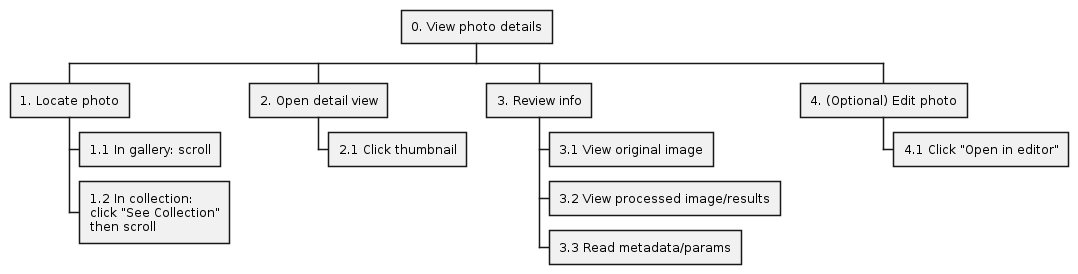 0. View photo details
1. Locate photo
1.1 In gallery: scroll
1.2 In collection:
click "See Collection"
then scroll
2. Open detail view
2.1 Click thumbnail
3. Review info
3.1 View original image
3.2 View processed image/results
3.3 Read metadata/params
4. (Optional) Edit photo
4.1 Click "Open in editor"